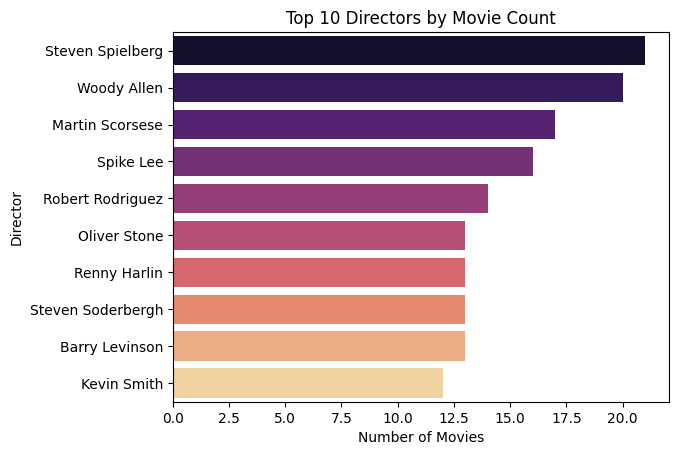 Top 10 Directors by Movie Count
Director
Steven Spielberg
Woody Allen
Martin Scorsese
Spike Lee
Robert Rodriguez
Oliver Stone
Renny Harlin
Steven Soderbergh
Barry Levinson
Kevin Smith
0.0 2.5 5.0 7.5 10.0 12.5 15.0 17.5 20.0
Number of Movies